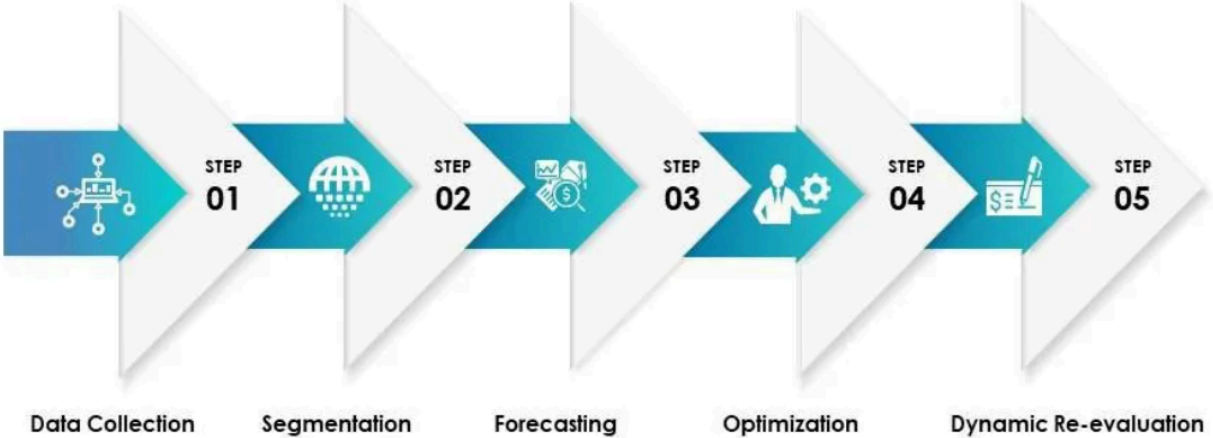 STEP
01
STEP
02
STEP
03
STEP
04
STEP
05
$
$
Data Collection
Segmentation
Forecasting
Optimization
Dynamic Re-evaluation